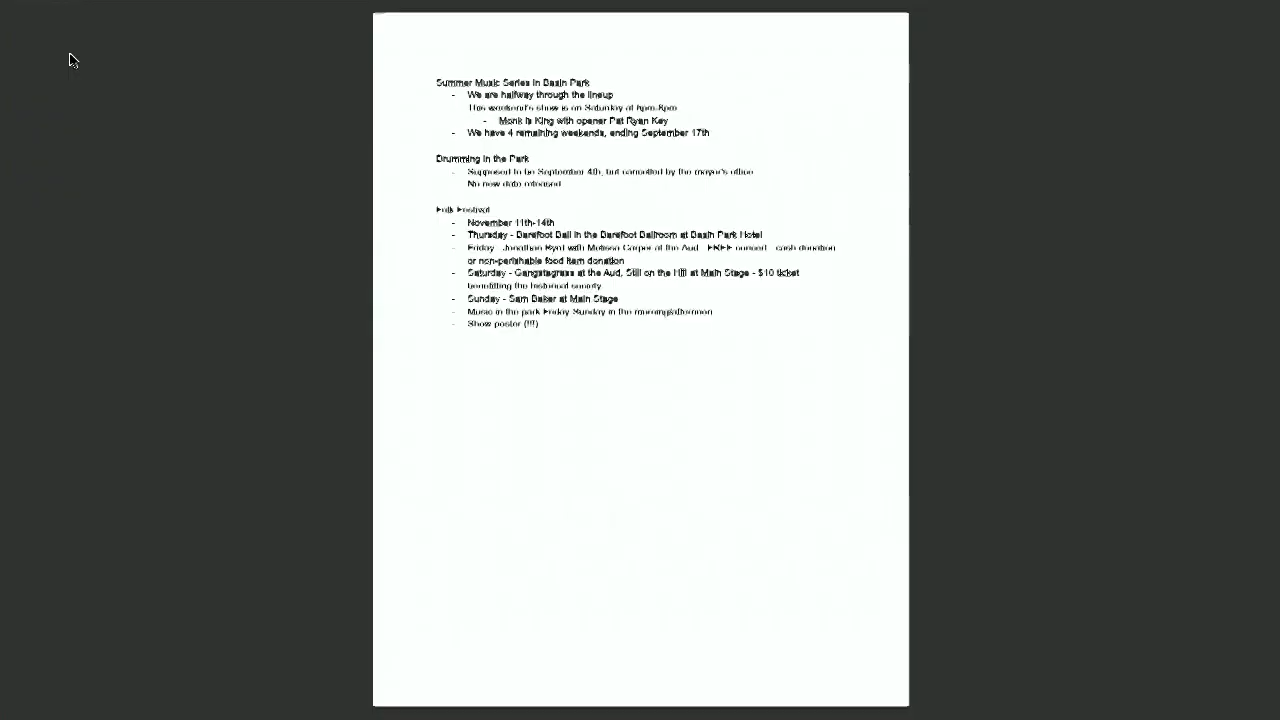 Summer Music Series in Basin Park
- We are halfway through the lineup
This weekend's show is on Saturday at 6pm-8pm
- Monk is King with opener Pat Ryan Key
- We have 4 remaining weekends, ending September 17th
Drumming in the Park
- Supposed to be September 4th, but cancelled by the mayor's office
No new date released
Folk Festival
- November 11th-14th
- Thursday - Barefoot Ball in the Barefoot Ballroom at Basin Park Hotel
- Friday - Jonathan Byrd with Melissa Carper at the Aud - FREE concert - cash donation
or non-perishable food item donation
- Saturday - Gangstagrass at the Aud, Still on the Hill at Main Stage - $10 ticket
benefitting the historical society
- Sunday - Sam Baker at Main Stage
- Music in the park Friday-Sunday in the morning/afternoon
- Show poster (!!!)